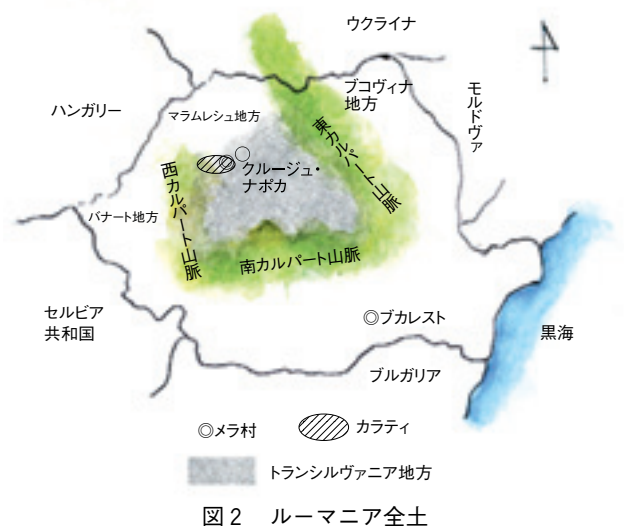 ウクライナ
ハンガリー
マラムレシュ地方
ブコヴィナ
地方
モルドヴァ
東カルパート山脈
クルージュ・
ナポカ
西カルパート山脈
バナート地方
南カルパート山脈
セルビア
共和国
◎ブカレスト
黒海
ブルガリア
◎メラ村
カラティ
トランシルヴァニア地方
図2 ルーマニア全土